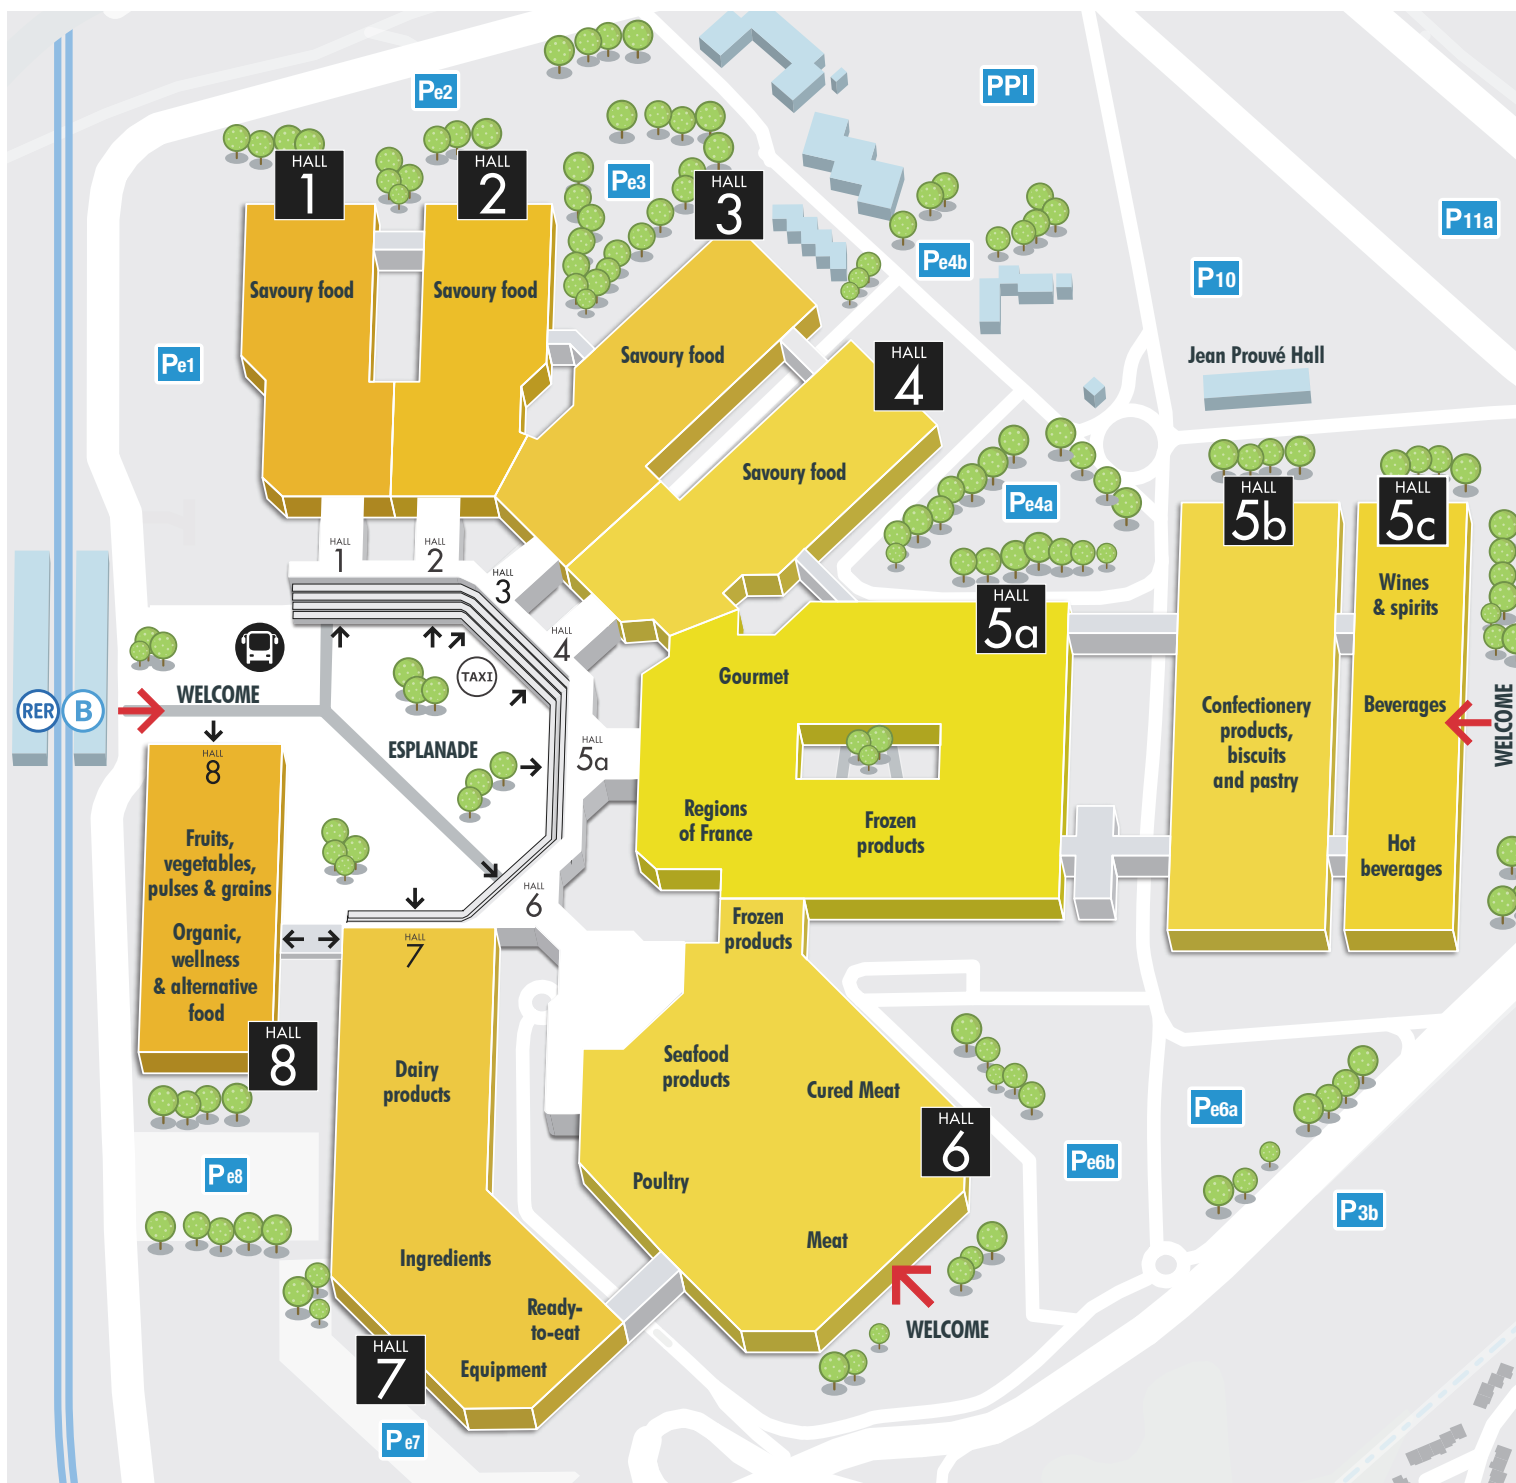 PPI
Pe2
HALL
1
HALL
2
Pe3
HALL
3
P11a
Pe4b
P10
Savoury food
Savoury food
Savoury food
Jean Prouvé Hall
Pe1
HALL
4
Savoury food
Pe4a
HALL
5b
HALL
5c
HALL
1
HALL
2
HALL
3
HALL
4
HALL
5a
Wines
& spirits
TAXI
Gourmet
WELCOME
RER
B
ESPLANADE
HALL
5a
Confectionery
products,
biscuits
and pastry
Beverages
WELCOME
HALL
8
Regions
of France
Frozen
products
Hot
beverages
Fruits,
vegetables,
pulses & grains
HALL
6
Frozen
products
Organic,
wellness
& alternative
food
HALL
7
HALL
8
Dairy
products
Seafood
products
Cured Meat
Pe6a
HALL
6
Pe8
Poultry
Pe6b
P3b
Meat
Ingredients
Ready-
to-eat
WELCOME
HALL
7
Equipment
Pe7